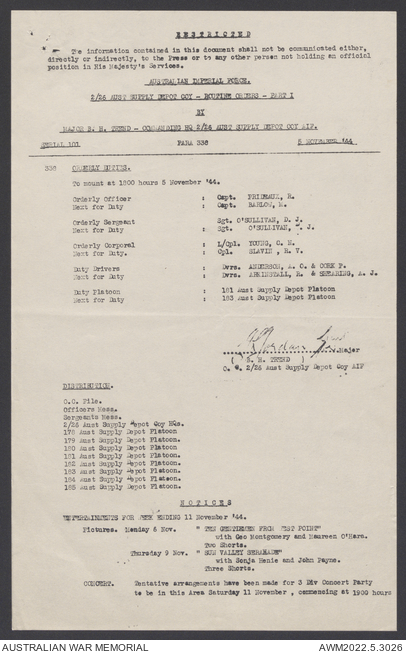 RESTRICTED
The information contained in this document shall not be communicated either,
directly or indirectly, to the Press or to any other person not holding an official
position in His Majesty's Services.
AUSTRALIAN IMPERIAL FORCE.
2/26 AUST SUPPLY DEPOT COY - ROUTINE ORDERS - PART I
BY
MAJOR S. H. TREND - COMMANDING HQ 2/26 AUST SUPPLY DEPOT COY AIF.
SERIAL 101 PARA 338 5 NOVEMBER '44
338 ORDERLY DUTIES.
To mount at 1800 hours 5 November '44.
Orderly Officer : Capt. PRIDEAUX, R.
Next for Duty : Capt. BARLOW, K.
Orderly Sergeant Sgt. O'SULLIVAN, D. J.
Next for Duty : Sgt. O'SULLIVAN, J.
Orderly Corporal : L/Cpl. YOUNG, C. H.
Next for Duty. : Cpl. SLAVIN, R. V.
Duty Drivers : Dvrs. ANDERSON, A. O. & CORK P.
Next for Duty : Dvrs. ARKINSTALL, R. & SHEARING, A. J.
Duty Platoon : 181 Aust Supply Depot Platoon
Next for Duty : 183 Aust Supply Depot Platoon
Major
( S. H. TREND )
O. C. 2/26 Aust Supply Depot Coy AIF
DISTRIBUTION.
O.C. File.
Officers Mess.
Sergeants Mess.
2/26 Aust Supply Depot Coy HQs.
178 Aust Supply Depot Platoon
179 Aust Supply Depot Platoon.
180 Aust Supply Depot Platoon
181 Aust Supply Depot Platoon.
182 Aust Supply Depot Platoon.
183 Aust Supply Depot Platoon.
184 Aust Supply Depot Platoon.
185 Aust Supply Depot Platoon.
NOTICES
ENTERTAINMENTS FOR WEEK ENDING 11 November '44.
Pictures. Monday 6 Nov. " TEN GENTLEMEN FROM WEST POINT"
with Geo Montgomery and Maureen O'Hara.
Two Shorts.
Thursday 9 Nov. " SUN VALLEY SERENADE"
with Sonja Henie and John Payne.
Three Shorts.
CONCERT. Tentative arrangements have been made for 3 Div Concert Party
to be in this Area Saturday 11 November , commencing at 1900 hours
AUSTRALIAN WAR MEMORIAL AWM2022.5.3026